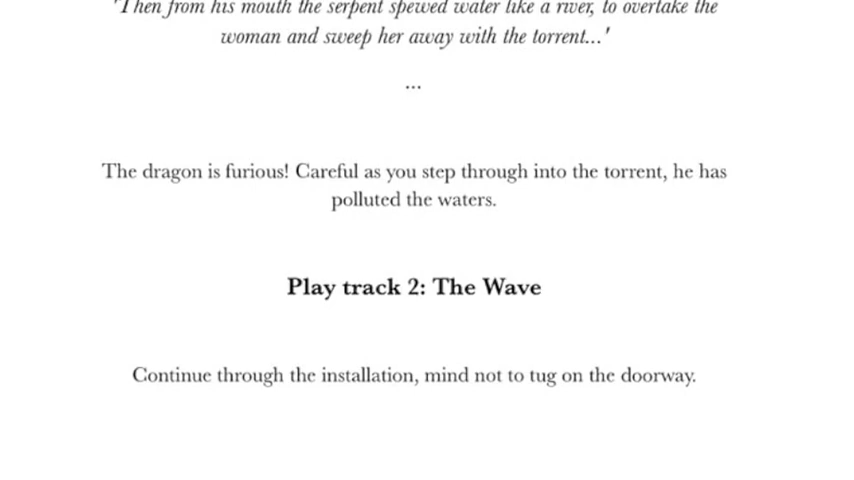 'Then from his mouth the serpent spewed water like a river, to overtake the
woman and sweep her away with the torrent...'
...
The dragon is furious! Careful as you step through into the torrent, he has
polluted the waters.
Play track 2: The Wave
Continue through the installation, mind not to tug on the doorway.